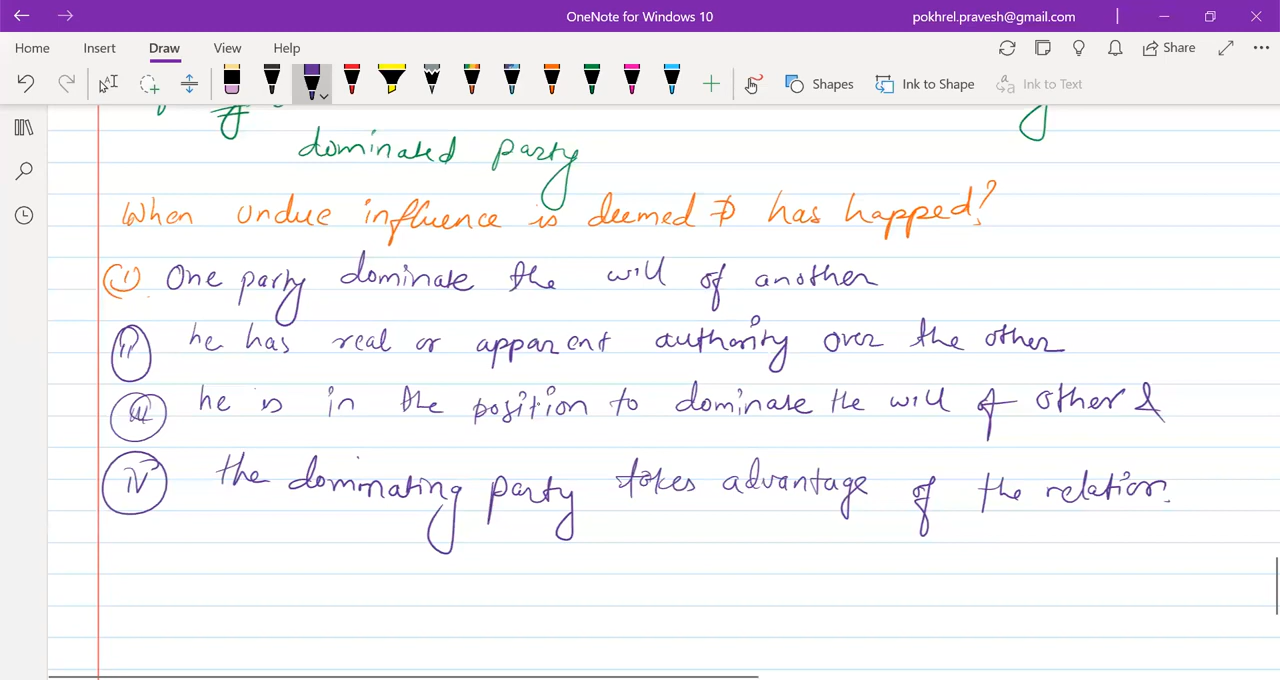 OneNote for Windows 10
pokhrel.pravesh@gmail.com
Home Insert Draw View Help
Share
Shapes Ink to Shape Ink to Text
dominated party
When undue influence is deemed to has happed?
(i) One party dominate the will of another
(ii) he has real or apparent authority over the other
(iii) he is in the position to dominate the will of other &
(iv) the dominating party takes advantage of the relation.